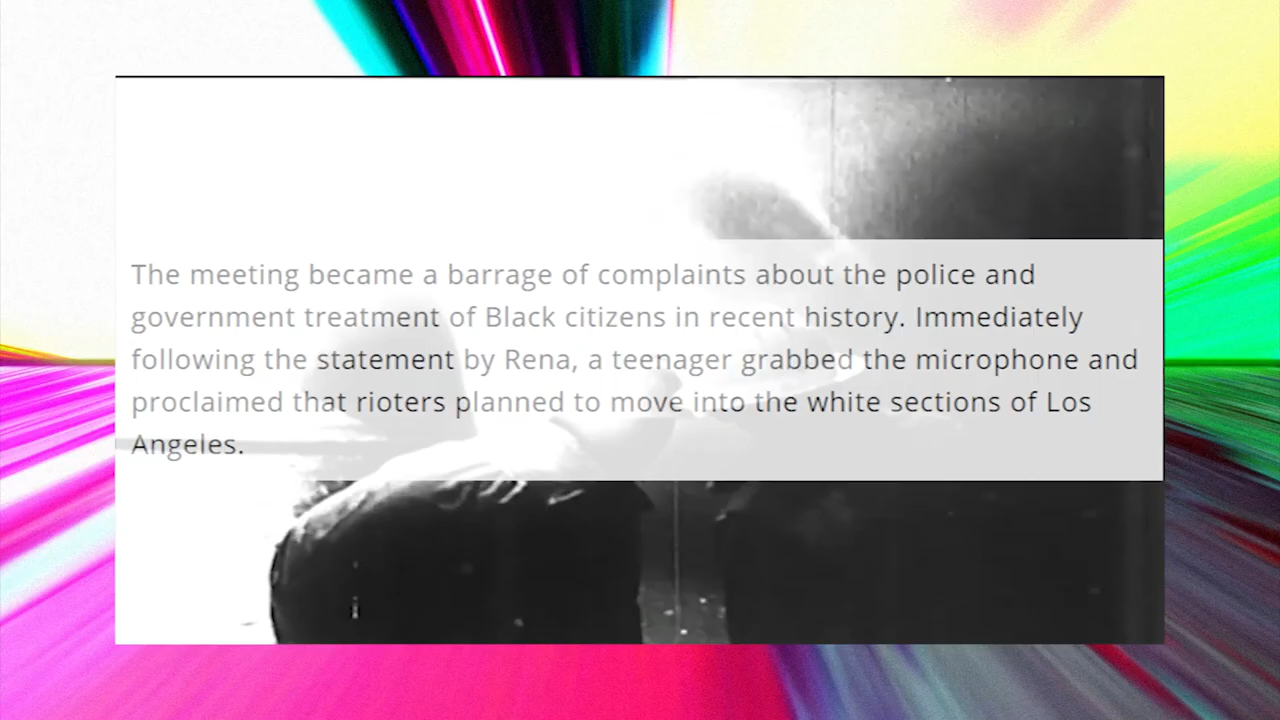 The meeting became a barrage of complaints about the police and
government treatment of Black citizens in recent history. Immediately
following the statement by Rena, a teenager grabbed the microphone and
proclaimed that rioters planned to move into the white sections of Los
Angeles.